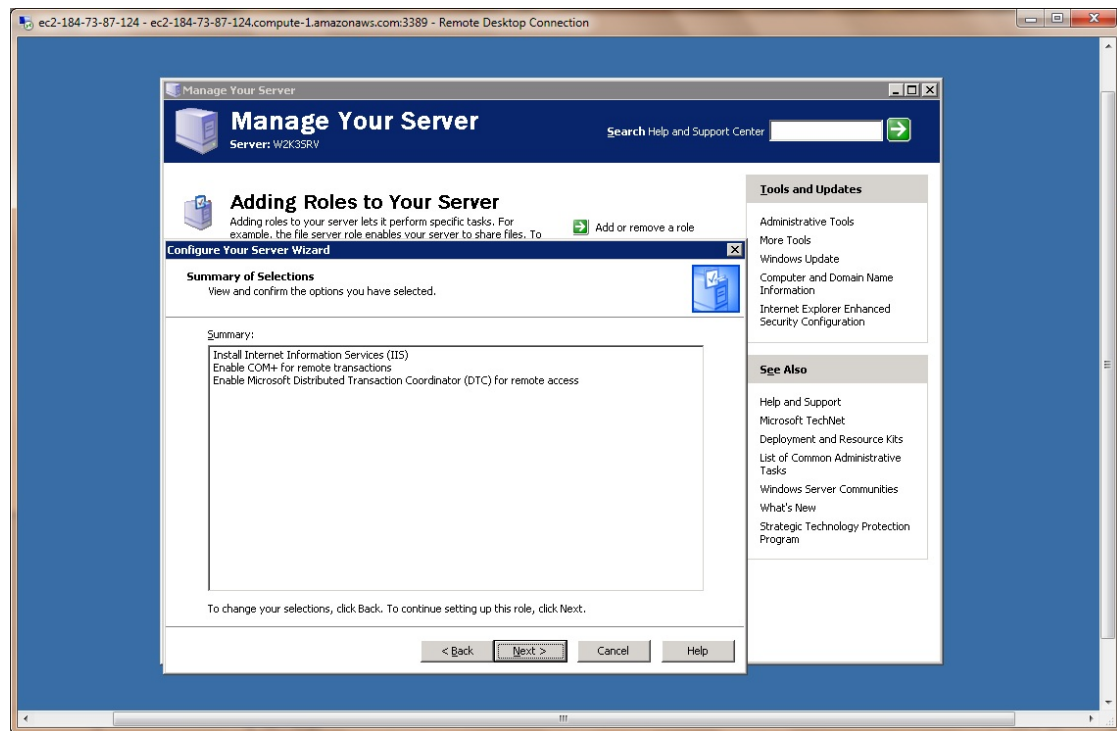 ec2-184-73-87-124 - ec2-184-73-87-124.compute-1.amazonaws.com:3389 - Remote Desktop Connection
Manage Your Server
Manage Your Server
Server: W2K3SRV
Search Help and Support Center
Adding Roles to Your Server
Adding roles to your server lets it perform specific tasks. For
example, the file server role enables your server to share files. To
Add or remove a role
Configure Your Server Wizard
Summary of Selections
View and confirm the options you have selected.
Summary:
Install Internet Information Services (IIS)
Enable COM+ for remote transactions
Enable Microsoft Distributed Transaction Coordinator (DTC) for remote access
To change your selections, click Back. To continue setting up this role, click Next.
< Back
Next >
Cancel
Help
Tools and Updates
Administrative Tools
More Tools
Windows Update
Computer and Domain Name
Information
Internet Explorer Enhanced
Security Configuration
See Also
Help and Support
Microsoft TechNet
Deployment and Resource Kits
List of Common Administrative
Tasks
Windows Server Communities
What's New
Strategic Technology Protection
Program